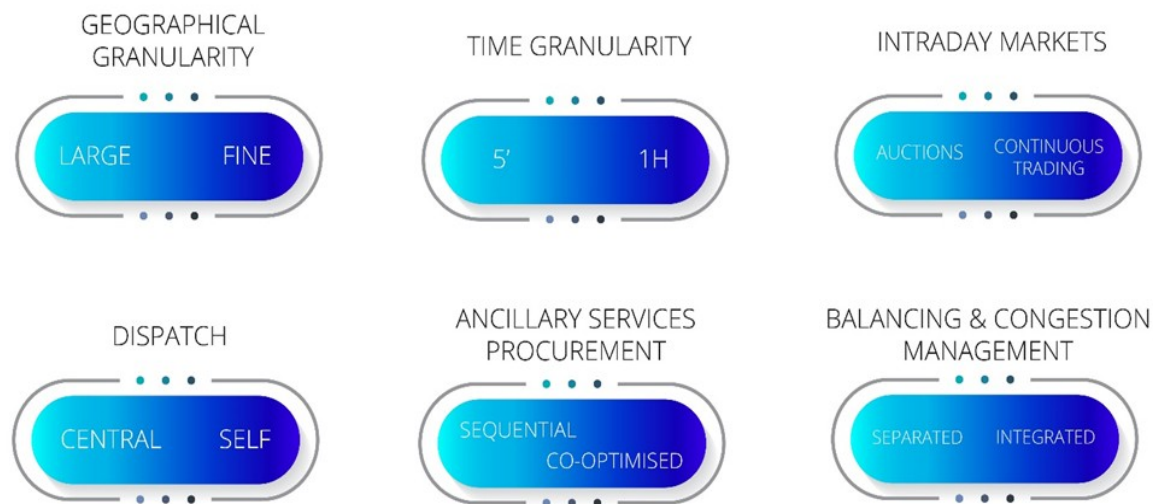 GEOGRAPHICAL
GRANULARITY
LARGE FINE
TIME GRANULARITY
5’ 1H
INTRADAY MARKETS
AUCTIONS
CONTINUOUS
TRADING
DISPATCH
CENTRAL SELF
ANCILLARY SERVICES
PROCUREMENT
SEQUENTIAL
CO-OPTIMISED
BALANCING & CONGESTION
MANAGEMENT
SEPARATED INTEGRATED